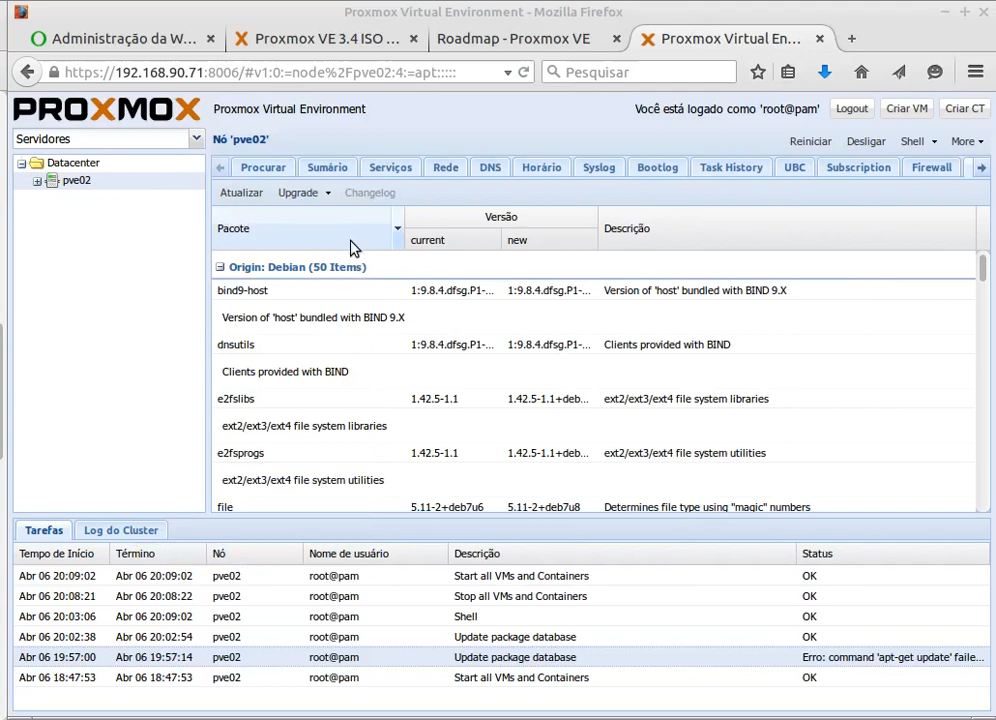 Proxmox Virtual Environment - Mozilla Firefox
Administração da W... × Proxmox VE 3.4 ISO ... × Roadmap - Proxmox VE × Proxmox Virtual En... ×
https://192.168.90.71:8006/#v1:0:=node%2Fpve02:4:=apt::::: Pesquisar
PROXMOX Proxmox Virtual Environment Você está logado como 'root@pam' Logout Criar VM Criar CT
Servidores Nó 'pve02' Reiniciar Desligar Shell More
Datacenter
pve02
Procurar Sumário Serviços Rede DNS Horário Syslog Bootlog Task History UBC Subscription Firewall
Atualizar Upgrade Changelog
Pacote Versão Descrição
current new
Origin: Debian (50 Items)
bind9-host 1:9.8.4.dfsg.P1-... 1:9.8.4.dfsg.P1-... Version of 'host' bundled with BIND 9.X
Version of 'host' bundled with BIND 9.X
dnsutils 1:9.8.4.dfsg.P1-... 1:9.8.4.dfsg.P1-... Clients provided with BIND
Clients provided with BIND
e2fslibs 1.42.5-1.1 1.42.5-1.1+deb... ext2/ext3/ext4 file system libraries
ext2/ext3/ext4 file system libraries
e2fsprogs 1.42.5-1.1 1.42.5-1.1+deb... ext2/ext3/ext4 file system utilities
ext2/ext3/ext4 file system utilities
file 5.11-2+deb7u6 5.11-2+deb7u8 Determines file type using "magic" numbers
Tarefas Log do Cluster
Tempo de Início Término Nó Nome de usuário Descrição Status
Abr 06 20:09:02 Abr 06 20:09:02 pve02 root@pam Start all VMs and Containers OK
Abr 06 20:08:21 Abr 06 20:08:22 pve02 root@pam Stop all VMs and Containers OK
Abr 06 20:03:06 Abr 06 20:09:02 pve02 root@pam Shell OK
Abr 06 20:02:38 Abr 06 20:02:54 pve02 root@pam Update package database OK
Abr 06 19:57:00 Abr 06 19:57:14 pve02 root@pam Update package database Erro: command 'apt-get update' faile...
Abr 06 18:47:53 Abr 06 18:47:53 pve02 root@pam Start all VMs and Containers OK